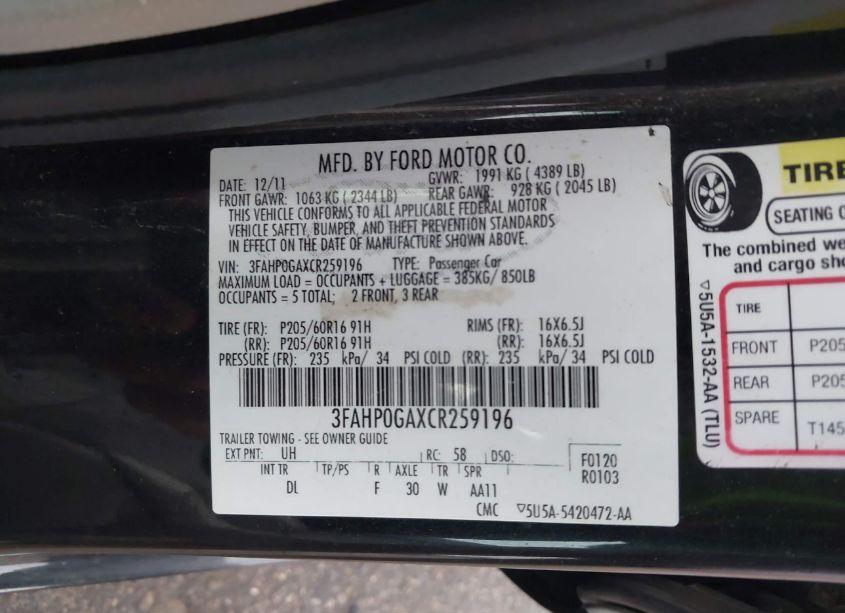 MFD. BY FORD MOTOR CO.
DATE: 12/11 GVWR: 1991 KG ( 4389 LB)
FRONT GAWR: 1063 KG ( 2344 LB) REAR GAWR: 928 KG ( 2045 LB)
THIS VEHICLE CONFORMS TO ALL APPLICABLE FEDERAL MOTOR
VEHICLE SAFETY, BUMPER, AND THEFT PREVENTION STANDARDS
IN EFFECT ON THE DATE OF MANUFACTURE SHOWN ABOVE.
VIN: 3FAHP0GAXCR259196 TYPE: Passenger Car
MAXIMUM LOAD = OCCUPANTS + LUGGAGE = 385KG/ 850LB
OCCUPANTS = 5 TOTAL; 2 FRONT, 3 REAR
TIRE (FR): P205/60R16 91H RIMS (FR): 16X6.5J
(RR): P205/60R16 91H (RR): 16X6.5J
PRESSURE (FR): 235 kPa/ 34 PSI COLD (RR): 235 kPa/ 34 PSI COLD
3FAHP0GAXCR259196
TRAILER TOWING - SEE OWNER GUIDE
EXT PNT: UH RC: 58 DSO: F0120
R0103
INT TR TP/PS R AXLE TR SPR
DL F 30 W AA11
CMC ▽5U5A-5420472-AA
▽5U5A-1532-AA (TLU)
TIRE
SEATING
The combined
and cargo
TIRE
FRONT P205
REAR P205
SPARE T145